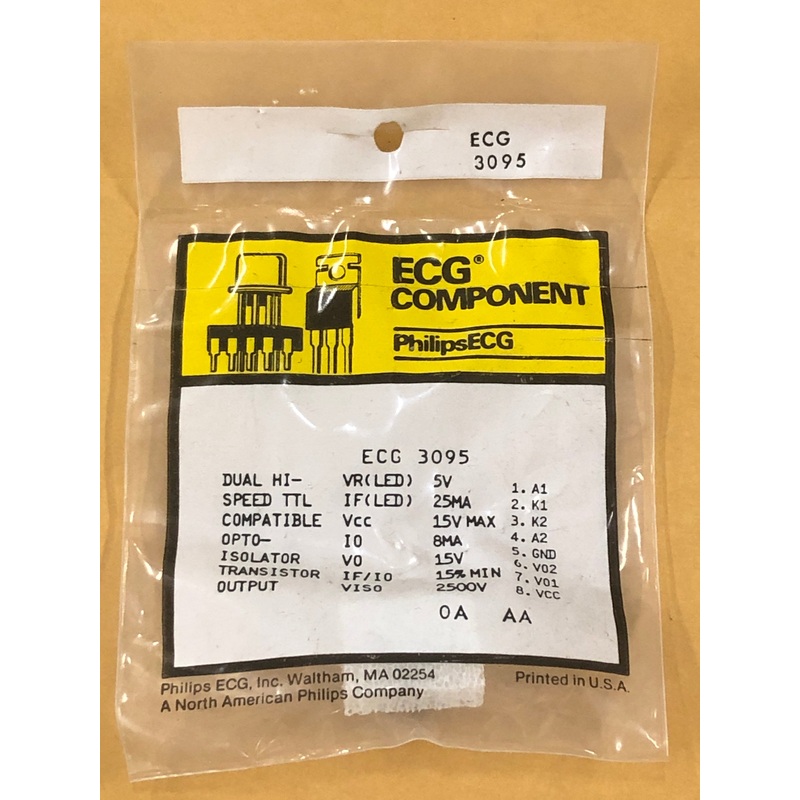 ECG
3095
ECG®
COMPONENT
PhilipsECG
ECG 3095
DUAL HI- VR(LED) 5V 1. A1
SPEED TTL IF(LED) 25MA 2. K1
COMPATIBLE Vcc 15V MAX 3. K2
OPTO- IO 8MA 4. A2
ISOLATOR VO 15V 5. GND
TRANSISTOR IF/IO 15% MIN 6. VO2
OUTPUT VISO 2500V 7. VO1
8. VCC
OA AA
Philips ECG, Inc. Waltham, MA 02254 Printed in U.S.A.
A North American Philips Company